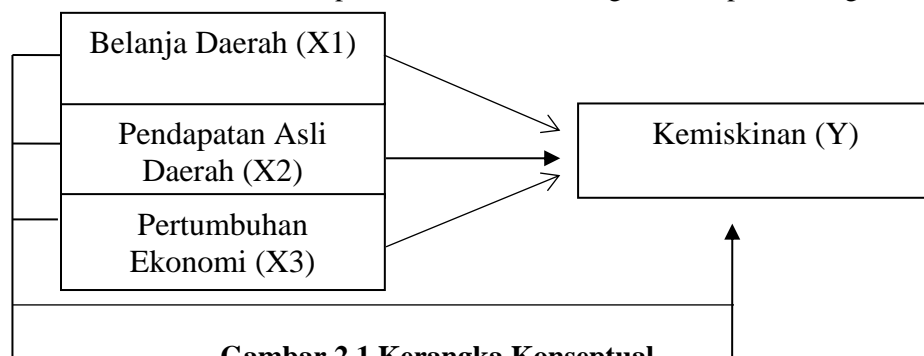 Belanja Daerah (X1)
Pendapatan Asli
Daerah (X2)
Kemiskinan (Y)
Pertumbuhan
Ekonomi (X3)
Gambar 2.1 Kerangka Konseptual